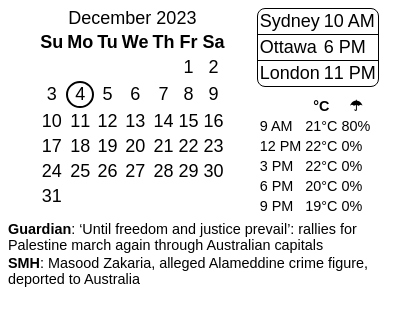 December 2023
Su Mo Tu We Th Fr Sa
1 2
3 4 5 6 7 8 9
10 11 12 13 14 15 16
17 18 19 20 21 22 23
24 25 26 27 28 29 30
31
Sydney 10 AM
Ottawa 6 PM
London 11 PM
°C ☂
9 AM 21°C 80%
12 PM 22°C 0%
3 PM 22°C 0%
6 PM 20°C 0%
9 PM 19°C 0%
Guardian: ‘Until freedom and justice prevail’: rallies for
Palestine march again through Australian capitals
SMH: Masood Zakaria, alleged Alameddine crime figure,
deported to Australia